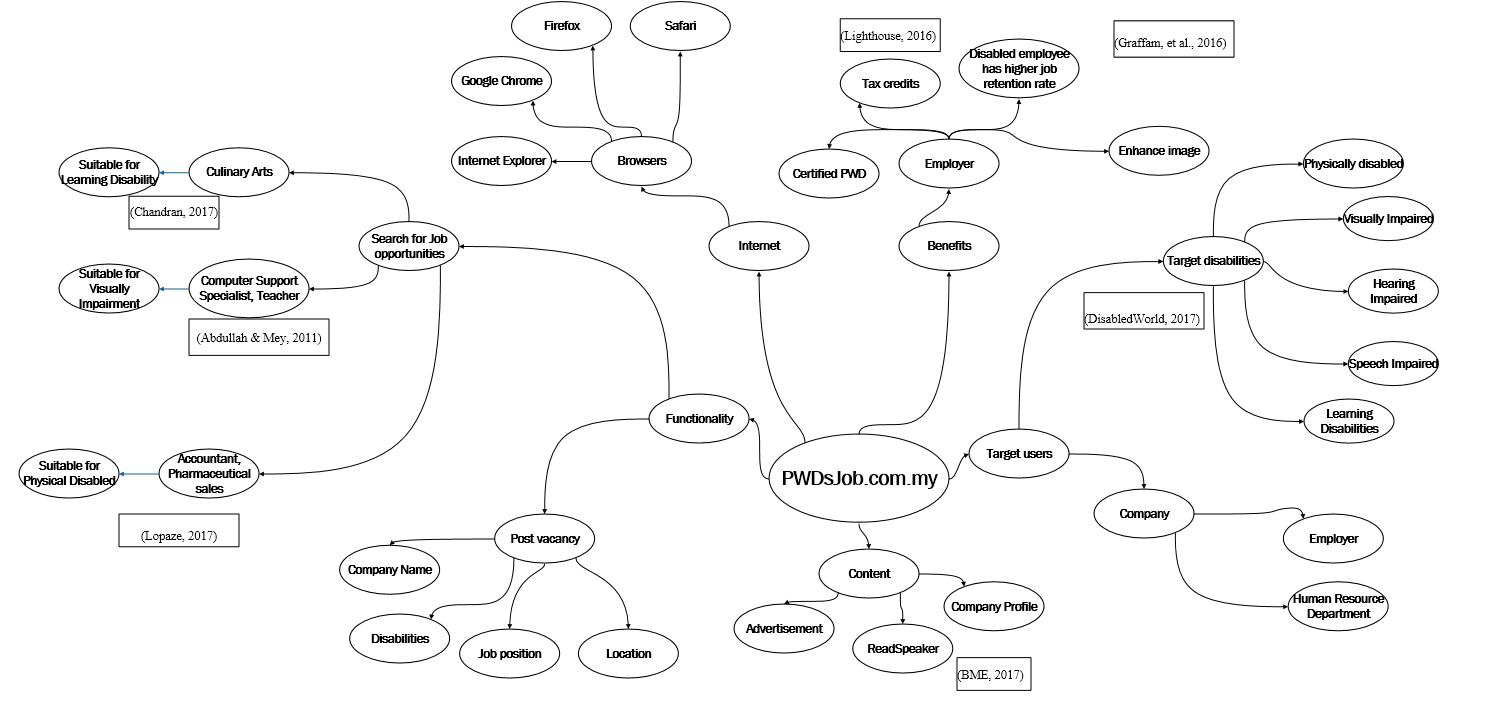 Firefox
Safari
(Lighthouse, 2016)
(Graffam, et al., 2016)
Google Chrome
Tax credits
Disabled employee
has higher job
retention rate
Internet Explorer
Browsers
Certified PWD
Employer
Enhance image
Physically disabled
Suitable for
Learning Disability
Culinary Arts
(Chandran, 2017)
Visually Impaired
Search for Job
opportunities
Internet
Benefits
Target disabilities
Suitable for
Visually
Impairment
Computer Support
Specialist, Teacher
(Abdullah & Mey, 2011)
Hearing
Impaired
(DisabledWorld, 2017)
Speech Impaired
Learning
Disabilities
Functionality
Suitable for
Physical Disabled
Accountant,
Pharmaceutical
sales
(Lopaze, 2017)
PWDsJob.com.my
Target users
Company
Employer
Human Resource
Department
Post vacancy
Company Name
Disabilities
Job position
Location
Content
Advertisement
ReadSpeaker
Company Profile
(BME, 2017)